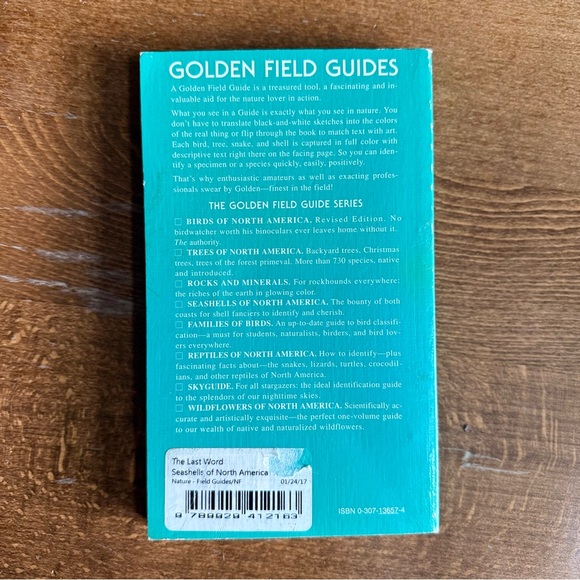 GOLDEN FIELD GUIDES
A Golden Field Guide is a treasured tool, a fascinating and in-
valuable aid for the nature lover in action.
What you see in a Guide is exactly what you see in nature. You
don't have to translate black-and-white sketches into the colors
of the real thing or flip through the book to match text with art.
Each bird, tree, snake, and shell is captured in full color with
descriptive text right there on the facing page. So you can iden-
tify a specimen or a species quickly, easily, positively.
That's why enthusiastic amateurs as well as exacting profes-
sionals swear by Golden—finest in the field!
THE GOLDEN FIELD GUIDE SERIES
☐ BIRDS OF NORTH AMERICA. Revised Edition. No
birdwatcher worth his binoculars ever leaves home without it.
The authority.
☐ TREES OF NORTH AMERICA. Backyard trees, Christmas
trees, trees of the forest primeval. More than 730 species, native
and introduced.
☐ ROCKS AND MINERALS. For rockhounds everywhere:
the riches of the earth in glowing color.
☐ SEASHELLS OF NORTH AMERICA. The bounty of both
coasts for shell fanciers to identify and cherish.
☐ FAMILIES OF BIRDS. An up-to-date guide to bird classifi-
cation—a must for students, naturalists, birders, and bird lov-
ers everywhere.
☐ REPTILES OF NORTH AMERICA. How to identify—plus
fascinating facts about—the snakes, lizards, turtles, crocodil-
ians, and other reptiles of North America.
☐ SKYGUIDE. For all stargazers: the ideal identification guide
to the splendors of our nighttime skies.
☐ WILDFLOWERS OF NORTH AMERICA. Scientifically ac-
curate and artistically exquisite—the perfect one-volume guide
to our wealth of native and naturalized wildflowers.
The Last Word
Seashells of North America
Nature - Field Guides/NF 01/24/17
9 789929 412163
ISBN 0-307-13657-4